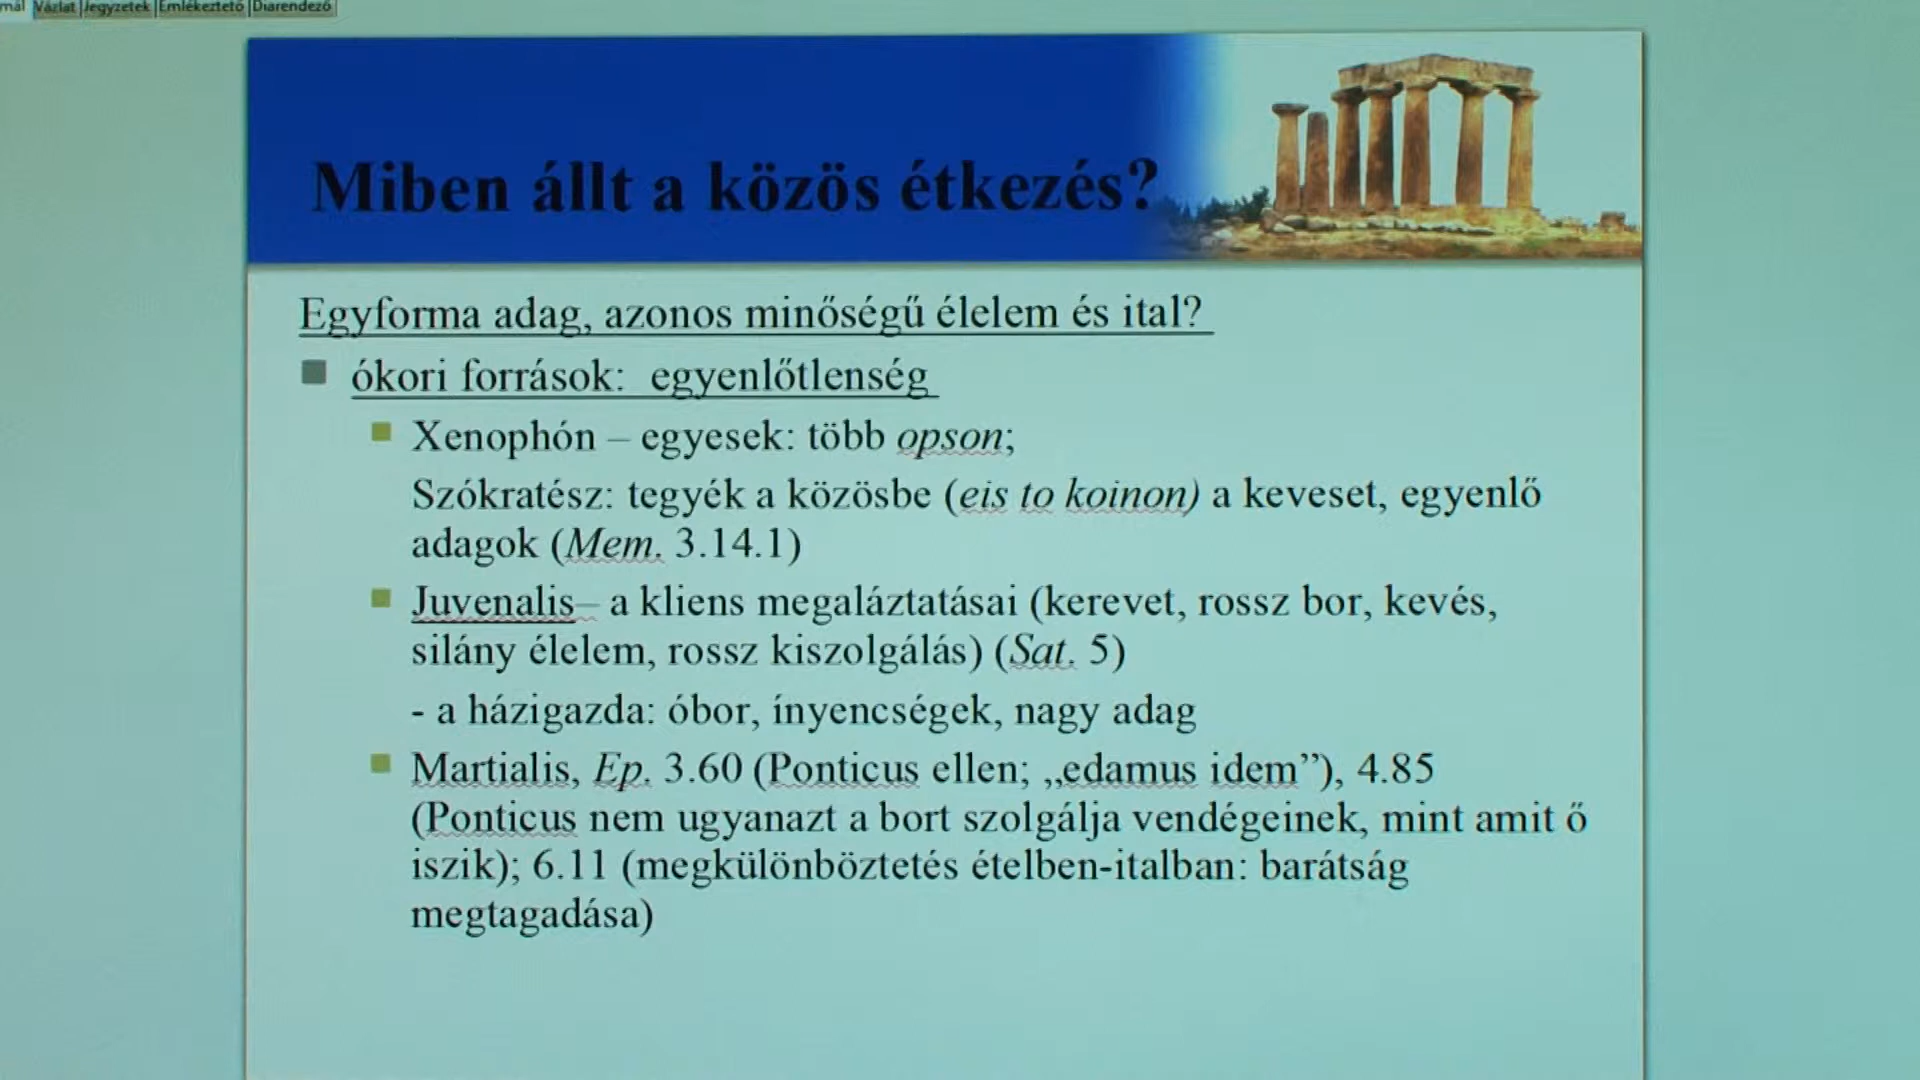 mál Vázlat Jegyzetek Emlékeztető Diarendező
Miben állt a közös étkezés?
Egyforma adag, azonos minőségű élelem és ital?
ókori források: egyenlőtlenség
Xenophón – egyesek: több opson;
Szókratész: tegyék a közösbe (eis to koinon) a keveset, egyenlő
adagok (Mem. 3.14.1)
Juvenalis– a kliens megaláztatásai (kerevet, rossz bor, kevés,
silány élelem, rossz kiszolgálás) (Sat. 5)
- a házigazda: óbor, ínyencségek, nagy adag
Martialis, Ep. 3.60 (Ponticus ellen; „edamus idem”), 4.85
(Ponticus nem ugyanazt a bort szolgálja vendégeinek, mint amit ő
iszik); 6.11 (megkülönböztetés ételben-italban: barátság
megtagadása)